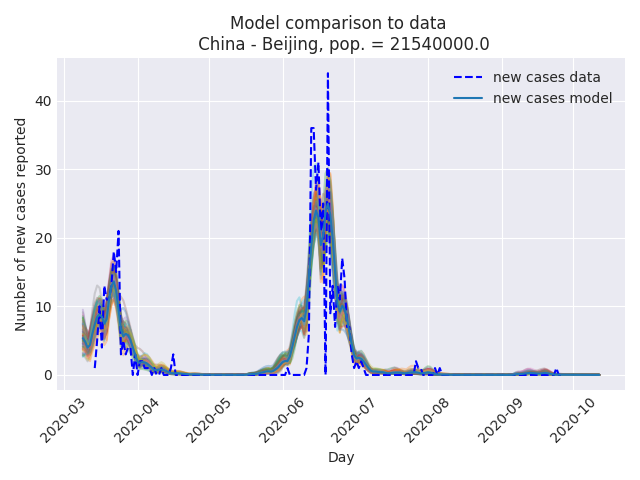 Model comparison to data
China - Beijing, pop. = 21540000.0
new cases data
new cases model
Number of new cases reported
40
30
20
10
0
2020-03
2020-04
2020-05
2020-06
2020-07
2020-08
2020-09
2020-10
Day